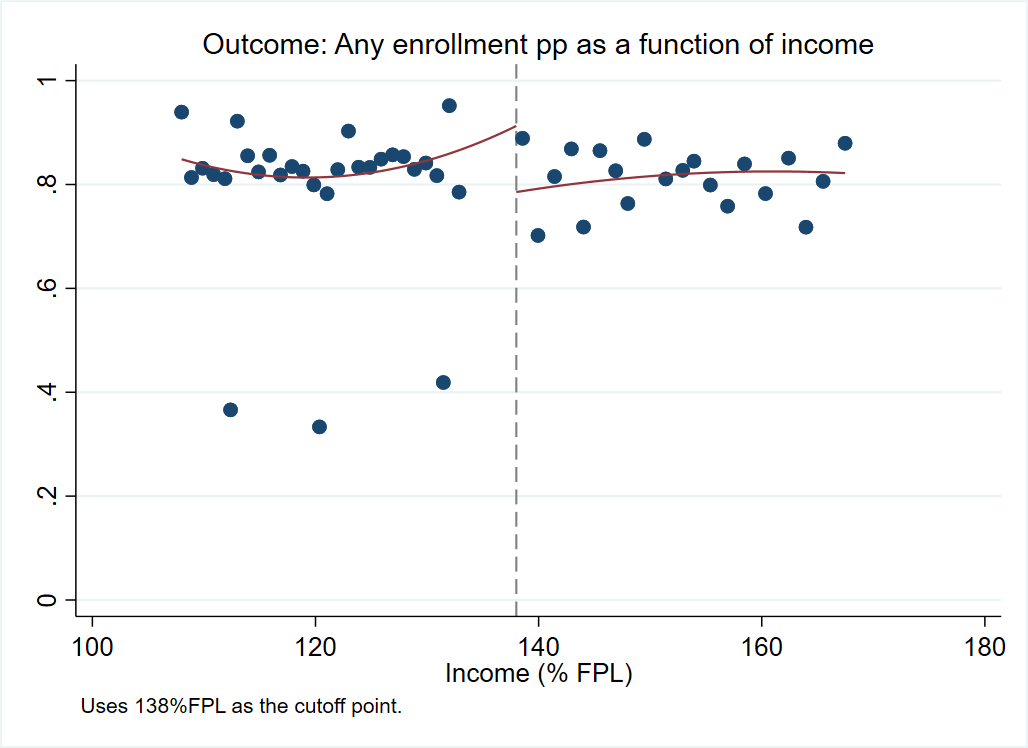 Outcome: Any enrollment pp as a function of income
1
.8
.6
.4
.2
0
100 120 140 160 180
Income (% FPL)
Uses 138%FPL as the cutoff point.